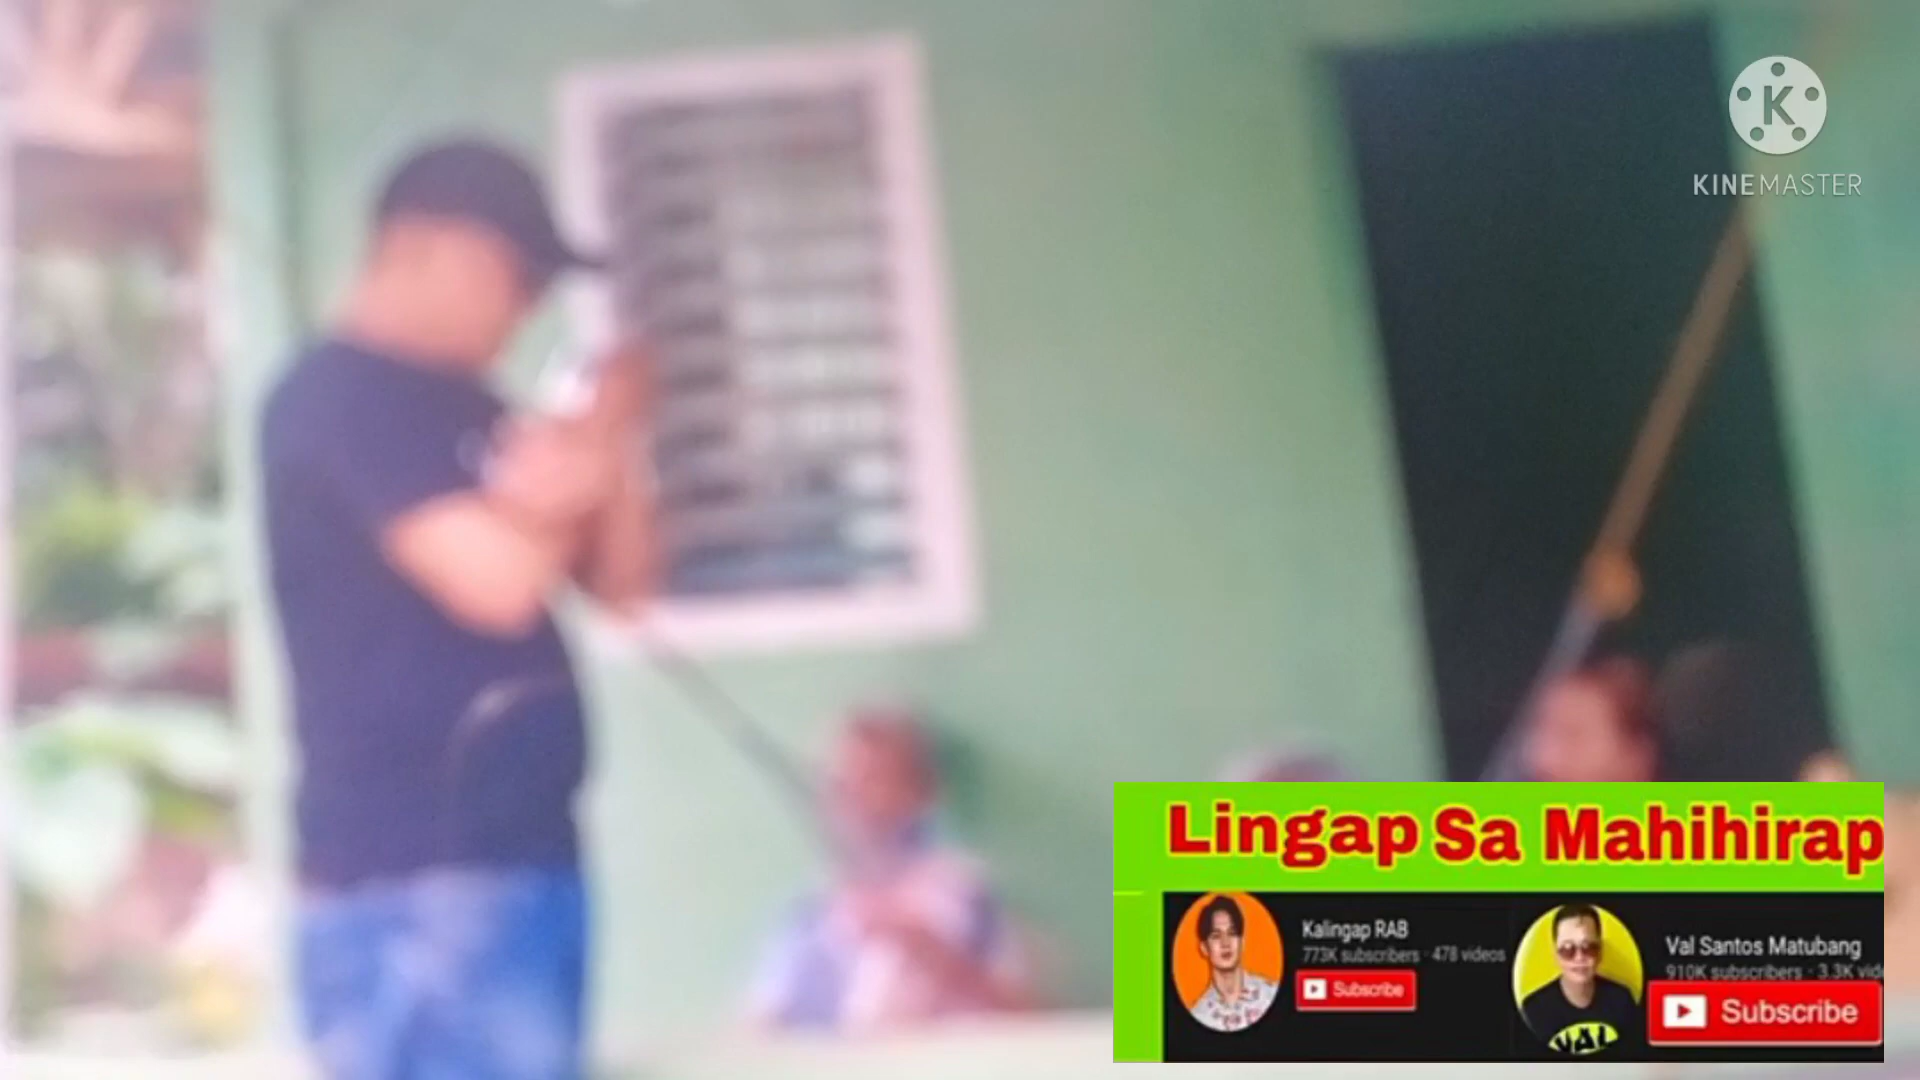 K
KINEMASTER
Lingap Sa Mahihirap
Kalingap RAB
773K subscribers · 478 videos
Subscribe
Val Santos Matubang
910K subscribers · 3.3K vide
Subscribe
VAL